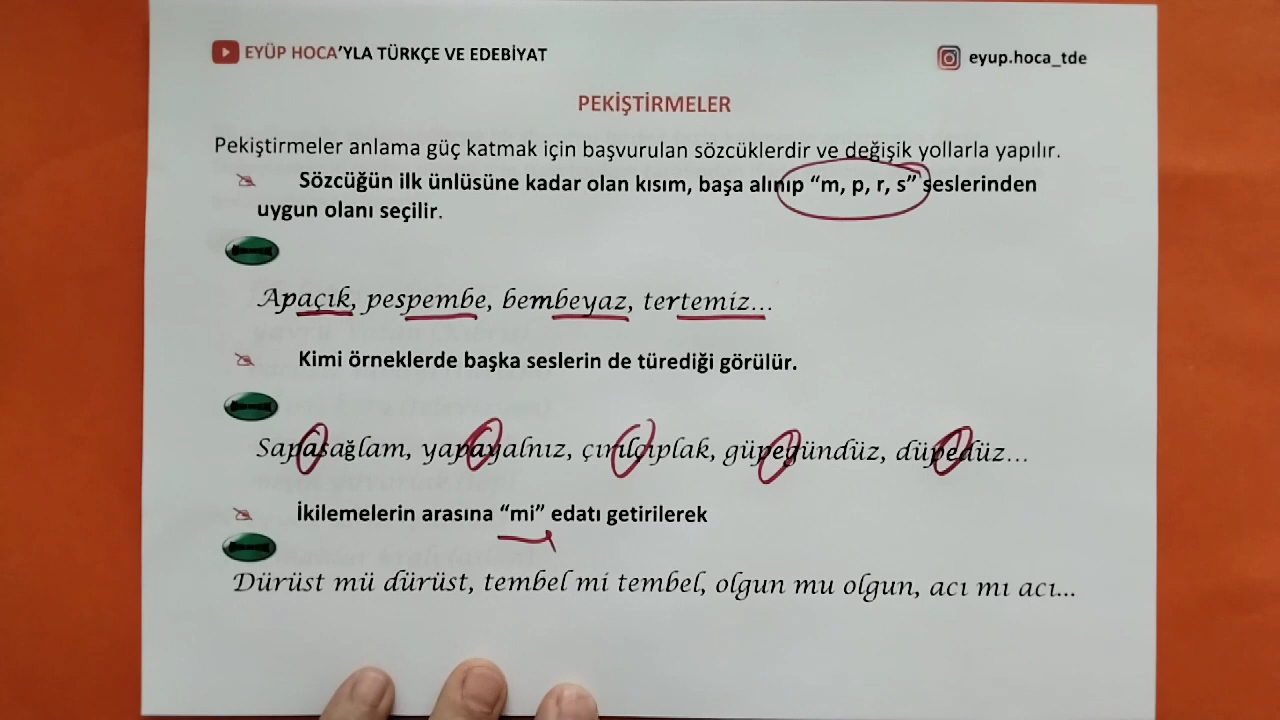 EYÜP HOCA'YLA TÜRKÇE VE EDEBİYAT
eyup.hoca_tde
PEKİŞTİRMELER
Pekiştirmeler anlama güç katmak için başvurulan sözcüklerdir ve değişik yollarla yapılır.
Sözcüğün ilk ünlüsüne kadar olan kısım, başa alınıp “m, p, r, s” seslerinden
uygun olanı seçilir.
Apaçık, pespembe, bembeyaz, tertemiz...
Kimi örneklerde başka seslerin de türediği görülür.
Sapasağlam, yapayalnız, çırılçıplak, güpegündüz, düpedüz...
İkilemelerin arasına “mi” edatı getirilerek
Dürüst mü dürüst, tembel mi tembel, olgun mu olgun, acı mı acı...